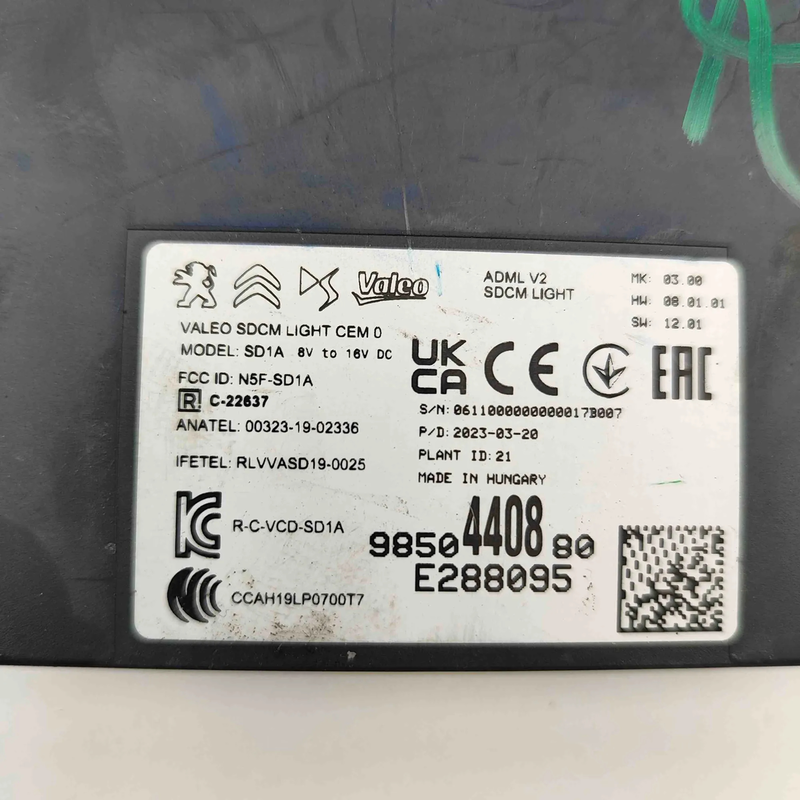 Valeo
ADML V2
SDCM LIGHT
MK: 03.00
HW: 08.01.01
SW: 12.01
VALEO SDCM LIGHT CEM 0
MODEL: SD1A 8V to 16V DC
FCC ID: N5F-SD1A
R C-22637
ANATEL: 00323-19-02336
IFETEL: RLVVASD19-0025
UK
CA
CE
EAC
S/N: 0611000000000017B007
P/D: 2023-03-20
PLANT ID: 21
MADE IN HUNGARY
R-C-VCD-SD1A
98504 4408 80
E288095
CCAH19LP0700T7